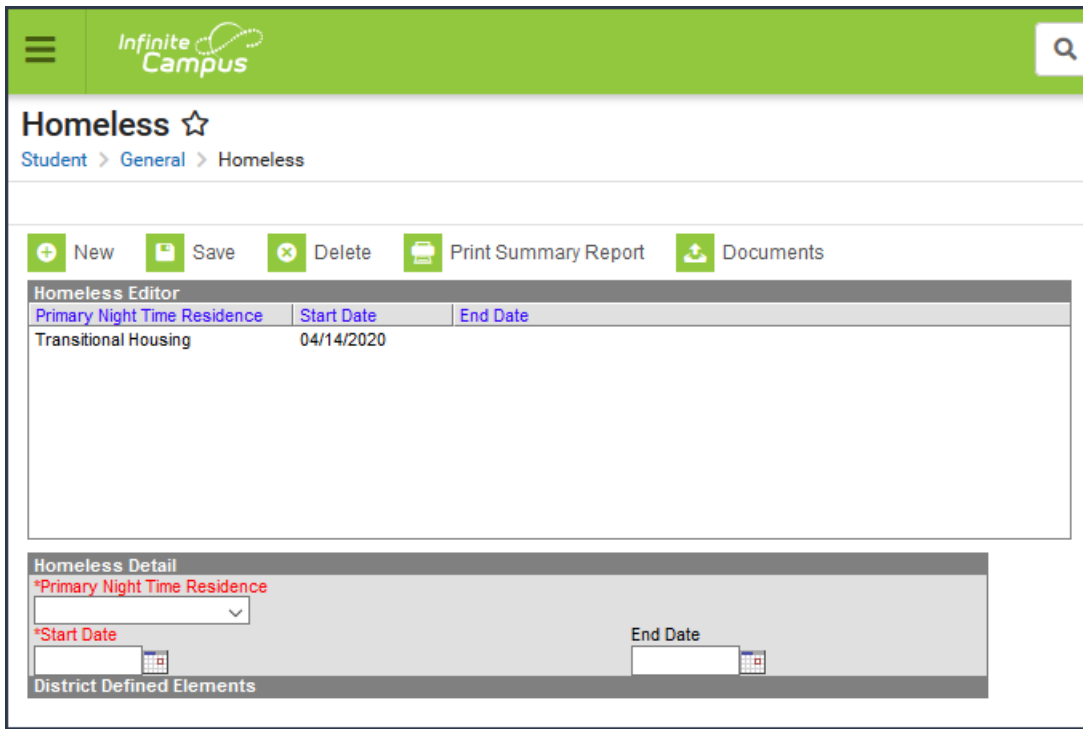 Infinite
Campus
Homeless
Student > General > Homeless
New Save Delete Print Summary Report Documents
Homeless Editor
Primary Night Time Residence Start Date End Date
Transitional Housing 04/14/2020
Homeless Detail
*Primary Night Time Residence
*Start Date End Date
District Defined Elements